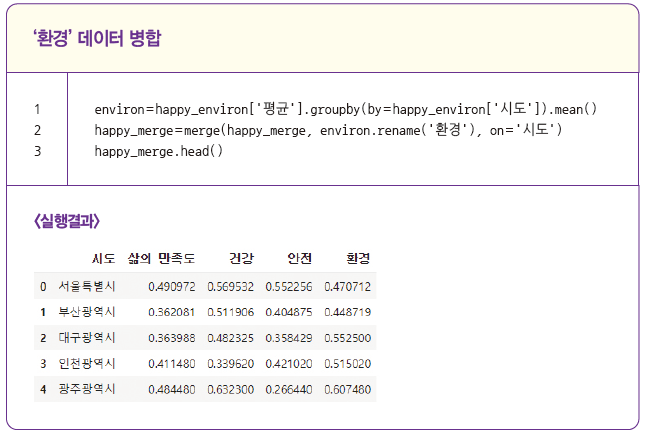 ‘환경’ 데이터 병합
1 environ=happy_environ['평균'].groupby(by=happy_environ['시도']).mean()
2 happy_merge=merge(happy_merge, environ.rename('환경'), on='시도')
3 happy_merge.head()
〈실행결과〉
시도 삶의 만족도 건강 안전 환경
0 서울특별시 0.490972 0.569532 0.552256 0.470712
1 부산광역시 0.362081 0.511906 0.404875 0.448719
2 대구광역시 0.363988 0.482325 0.358429 0.552500
3 인천광역시 0.411480 0.339620 0.421020 0.515020
4 광주광역시 0.484480 0.632300 0.266440 0.607480